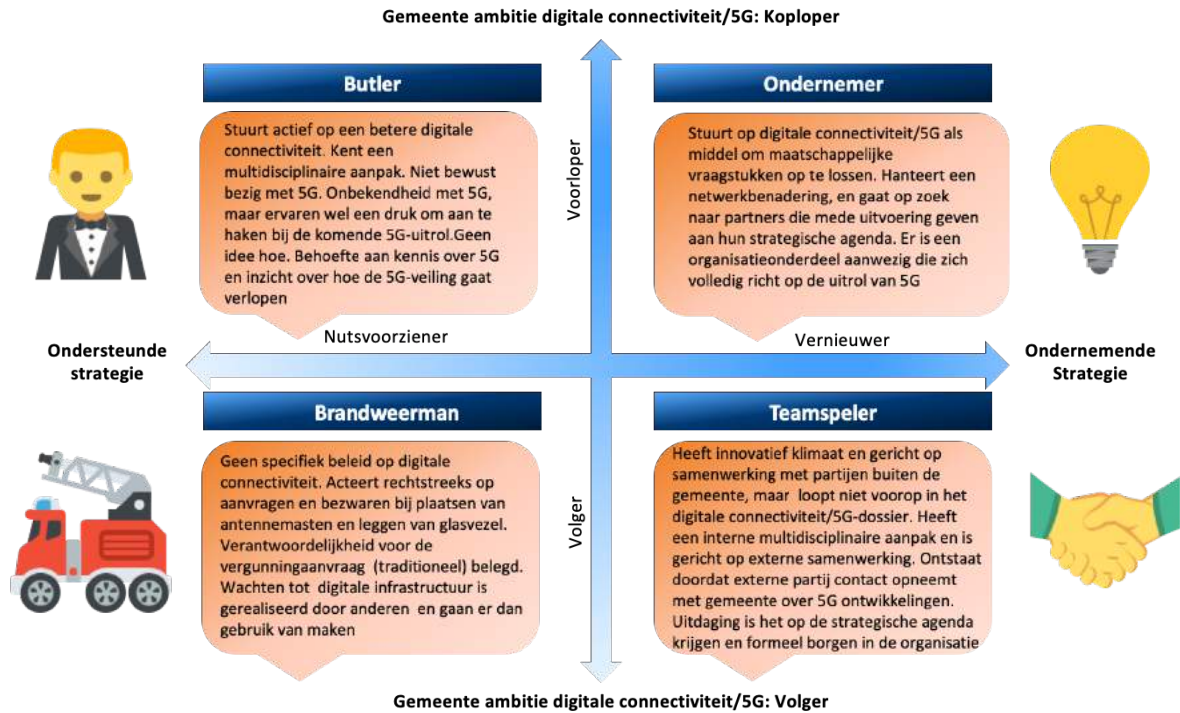 Gemeente ambitie digitale connectiviteit/5G: Koploper
Butler
Stuurt actief op een betere digitale
connectiviteit. Kent een
multidisciplinaire aanpak. Niet bewust
bezig met 5G. Onbekendheid met 5G,
maar ervaren wel een druk om aan te
haken bij de komende 5G-uitrol.Geen
idee hoe. Behoefte aan kennis over 5G
en inzicht over hoe de 5G-veiling gaat
verlopen
Voorloper
Ondernemer
Stuurt op digitale connectiviteit/5G als
middel om maatschappelijke
vraagstukken op te lossen. Hanteert een
netwerkbenadering, en gaat op zoek
naar partners die mede uitvoering geven
aan hun strategische agenda. Er is een
organisatieonderdeel aanwezig die zich
volledig richt op de uitrol van 5G
Ondersteunde
strategie
Nutsvoorziener
Vernieuwer
Ondernemende
Strategie
Brandweerman
Geen specifiek beleid op digitale
connectiviteit. Acteert rechtstreeks op
aanvragen en bezwaren bij plaatsen van
antennemasten en leggen van glasvezel.
Verantwoordelijkheid voor de
vergunningaanvraag (traditioneel) belegd.
Wachten tot digitale infrastructuur is
gerealiseerd door anderen en gaan er dan
gebruik van maken
Volger
Teamspeler
Heeft innovatief klimaat en gericht op
samenwerking met partijen buiten de
gemeente, maar loopt niet voorop in het
digitale connectiviteit/5G-dossier. Heeft
een interne multidisciplinaire aanpak en is
gericht op externe samenwerking. Ontstaat
doordat externe partij contact opneemt
met gemeente over 5G ontwikkelingen.
Uitdaging is het op de strategische agenda
krijgen en formeel borgen in de organisatie
Gemeente ambitie digitale connectiviteit/5G: Volger